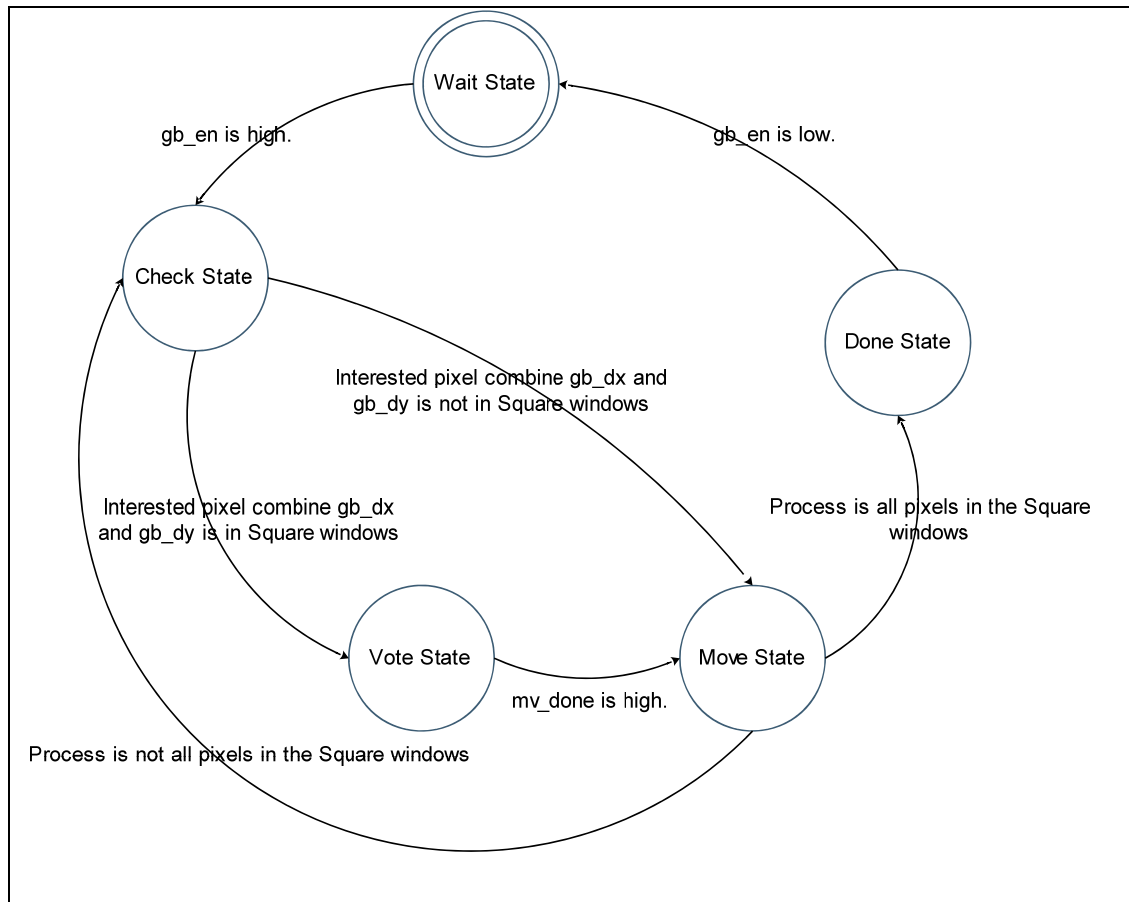 Wait State
gb_en is high.
gb_en is low.
Check State
Done State
Interested pixel combine gb_dx and
gb_dy is not in Square windows
Interested pixel combine gb_dx
and gb_dy is in Square windows
Process is all pixels in the Square
windows
Vote State
Move State
mv_done is high.
Process is not all pixels in the Square windows